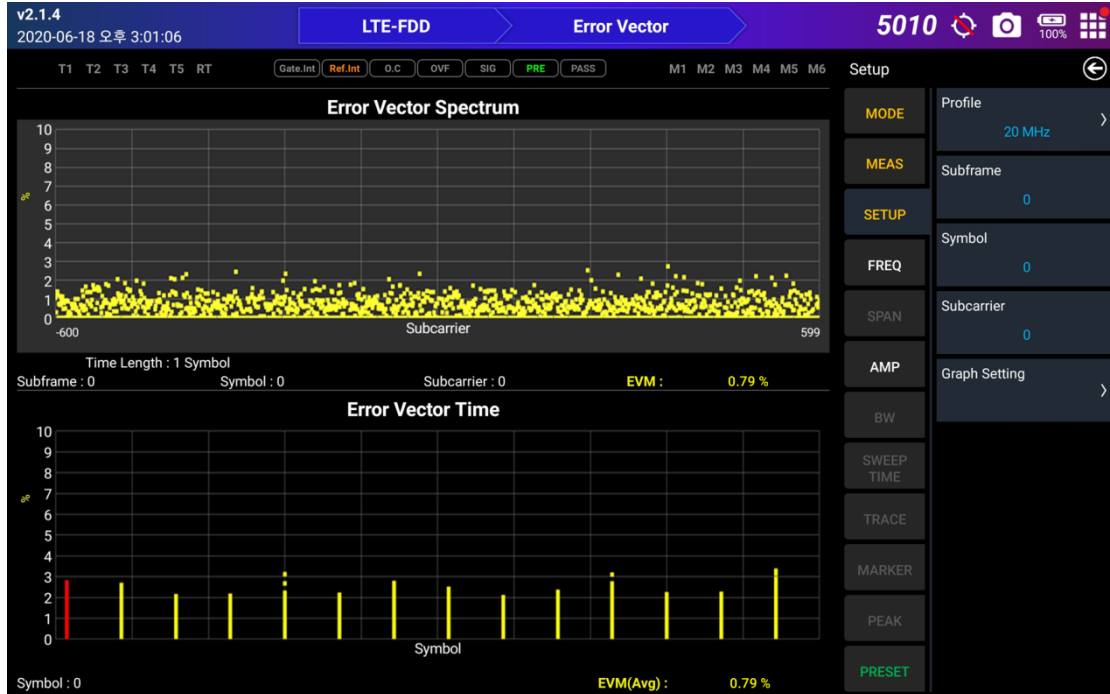 v2.1.4
2020-06-18 오후 3:01:06
LTE-FDD
Error Vector
5010
100%
T1 T2 T3 T4 T5 RT
Gate.Int Ref.Int O.C OVF SIG PRE PASS
M1 M2 M3 M4 M5 M6
Error Vector Spectrum
10
9
8
7
%
6
5
4
3
2
1
0
-600
Subcarrier
599
Time Length : 1 Symbol
Subframe : 0
Symbol : 0
Subcarrier : 0
EVM : 0.79 %
Error Vector Time
10
9
8
7
%
6
5
4
3
2
1
0
Symbol
Symbol : 0
EVM(Avg) : 0.79 %
MODE
MEAS
SETUP
FREQ
SPAN
AMP
BW
SWEEP
TIME
TRACE
MARKER
PEAK
PRESET
Setup
Profile
20 MHz
Subframe
0
Symbol
0
Subcarrier
0
Graph Setting